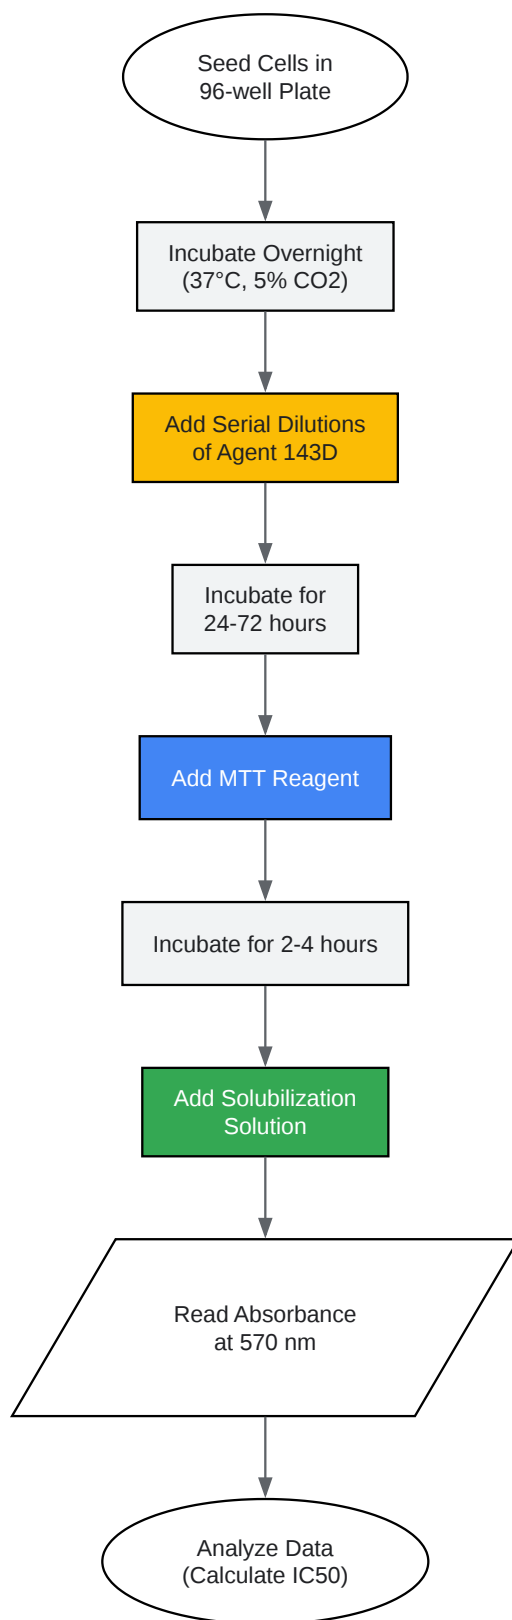 Seed Cells in
96-well Plate
Incubate Overnight
(37°C, 5% CO2)
Add Serial Dilutions
of Agent 143D
Incubate for
24-72 hours
Add MTT Reagent
Incubate for 2-4 hours
Add Solubilization
Solution
Read Absorbance
at 570 nm
Analyze Data
(Calculate IC50)